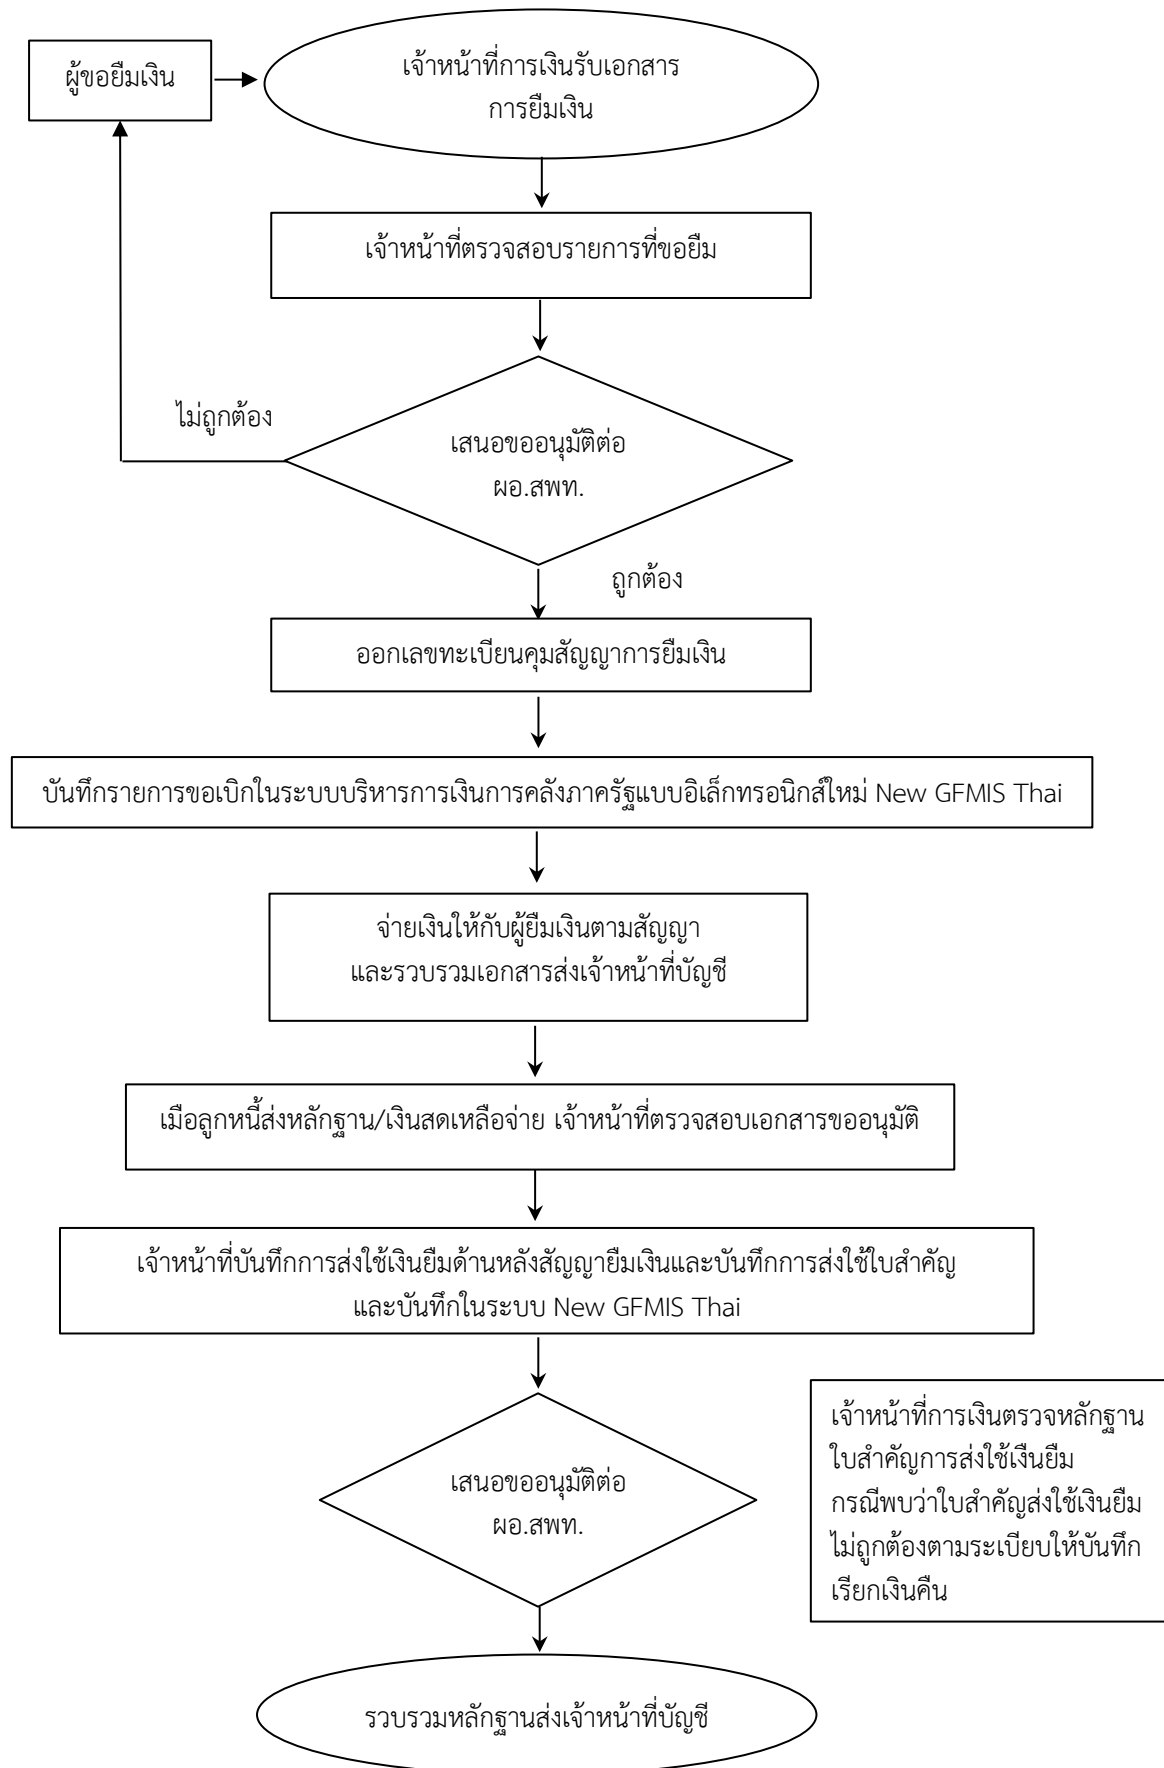 ผู้ขอยืมเงิน
เจ้าหน้าที่การเงินรับเอกสาร
การยืมเงิน
เจ้าหน้าที่ตรวจสอบรายการที่ขอยืม
ไม่ถูกต้อง
เสนอขออนุมัติต่อ
ผอ.สพท.
ถูกต้อง
ออกเลขทะเบียนคุมสัญญาการยืมเงิน
บันทึกรายการขอเบิกในระบบบริหารการเงินการคลังภาครัฐแบบอิเล็กทรอนิกส์ใหม่ New GFMIS Thai
จ่ายเงินให้กับผู้ยืมเงินตามสัญญา
และรวบรวมเอกสารส่งเจ้าหน้าที่บัญชี
เมือลูกหนี้ส่งหลักฐาน/เงินสดเหลือจ่าย เจ้าหน้าที่ตรวจสอบเอกสารขออนุมัติ
เจ้าหน้าที่บันทึกการส่งใช้เงินยืมด้านหลังสัญญายืมเงินและบันทึกการส่งใช้ใบสำคัญ
และบันทึกในระบบ New GFMIS Thai
เสนอขออนุมัติต่อ
ผอ.สพท.
เจ้าหน้าที่การเงินตรวจหลักฐาน
ใบสำคัญการส่งใช้เงืนยืม
กรณีพบว่าใบสำคัญส่งใช้เงินยืม
ไม่ถูกต้องตามระเบียบให้บันทึก
เรียกเงินคืน
รวบรวมหลักฐานส่งเจ้าหน้าที่บัญชี